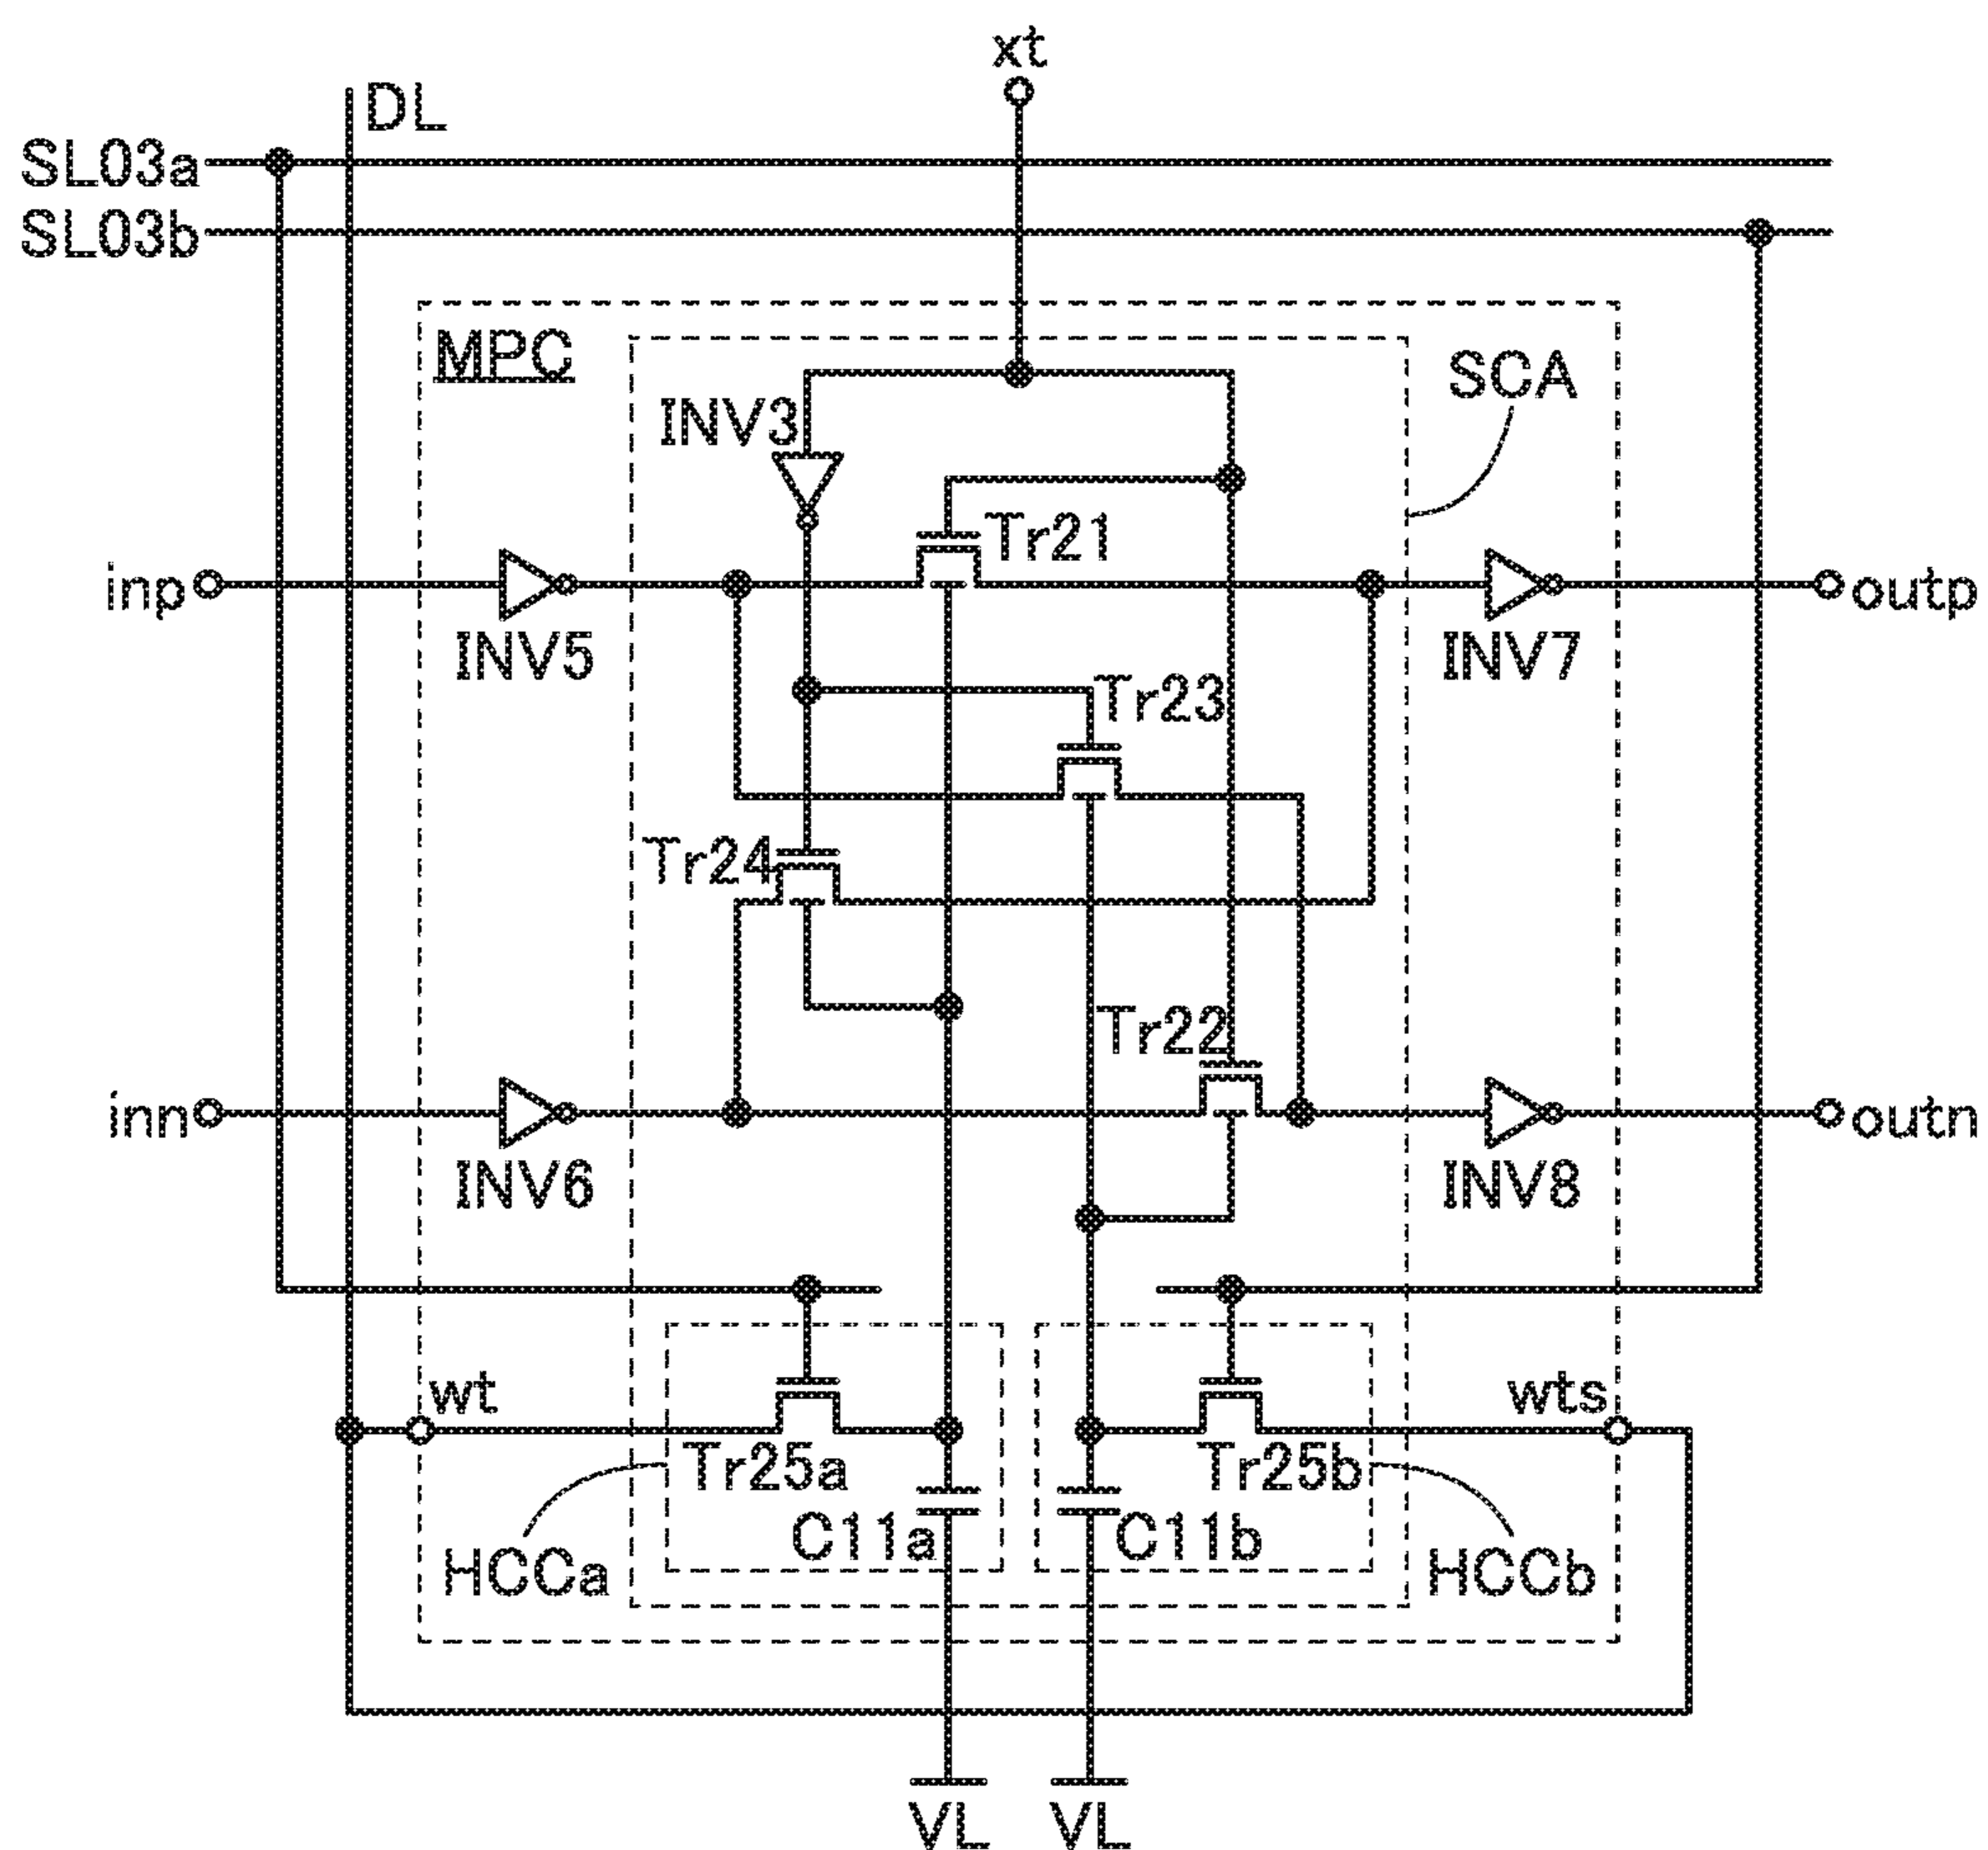 xt
DL
SL03a
SL03b
MPC
SCA
INV3
Tr21
inp
outp
INV5
INV7
Tr23
Tr24
Tr22
inn
outn
INV6
INV8
wt
wts
Tr25a
Tr25b
C11a
C11b
HCCa
HCCb
VL
VL